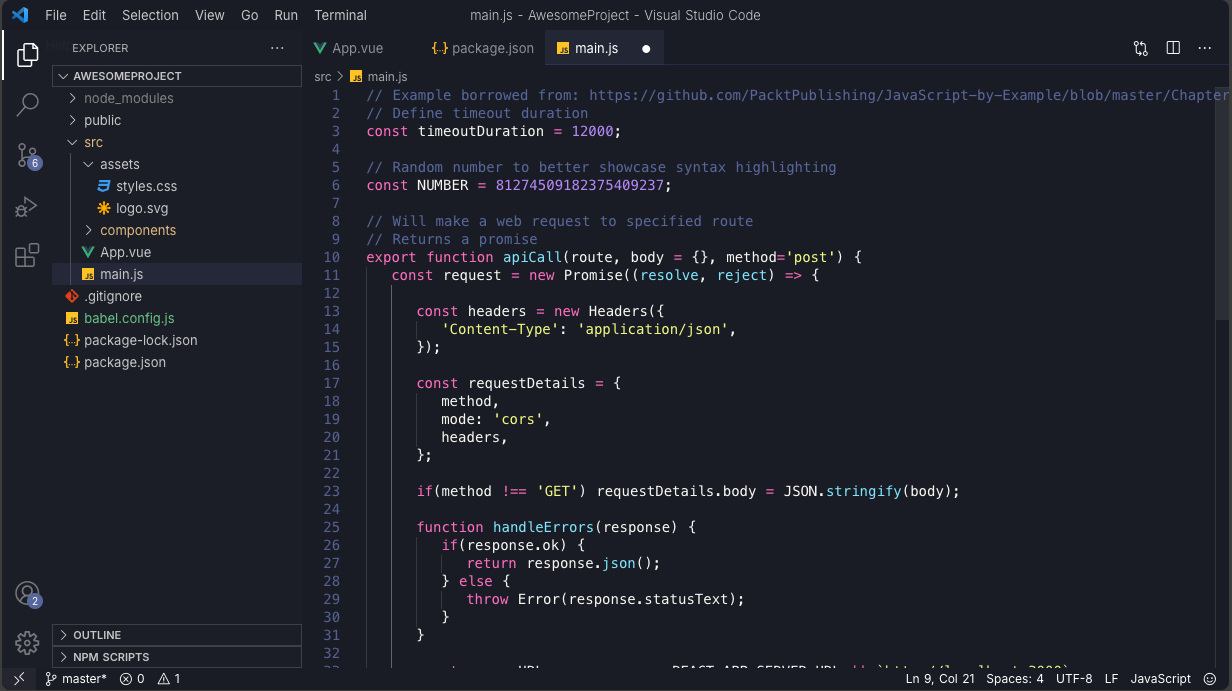 File Edit Selection View Go Run Terminal
main.js - AwesomeProject - Visual Studio Code
EXPLORER
AWESOMEPROJECT
node_modules
public
src
assets
styles.css
logo.svg
components
App.vue
main.js
.gitignore
babel.config.js
package-lock.json
package.json
OUTLINE
NPM SCRIPTS
6
2
App.vue
{..} package.json
JS main.js
src > JS main.js
1 // Example borrowed from: https://github.com/PacktPublishing/JavaScript-by-Example/blob/master/Chapter
2 // Define timeout duration
3 const timeoutDuration = 12000;
4
5 // Random number to better showcase syntax highlighting
6 const NUMBER = 81274509182375409237;
7
8 // Will make a web request to specified route
9 // Returns a promise
10 export function apiCall(route, body = {}, method='post') {
11 const request = new Promise((resolve, reject) => {
12
13 const headers = new Headers({
14 'Content-Type': 'application/json',
15 });
16
17 const requestDetails = {
18 method,
19 mode: 'cors',
20 headers,
21 };
22
23 if(method !== 'GET') requestDetails.body = JSON.stringify(body);
24
25 function handleErrors(response) {
26 if(response.ok) {
27 return response.json();
28 } else {
29 throw Error(response.statusText);
30 }
31 }
32
master* 0 1
Ln 9, Col 21 Spaces: 4 UTF-8 LF JavaScript